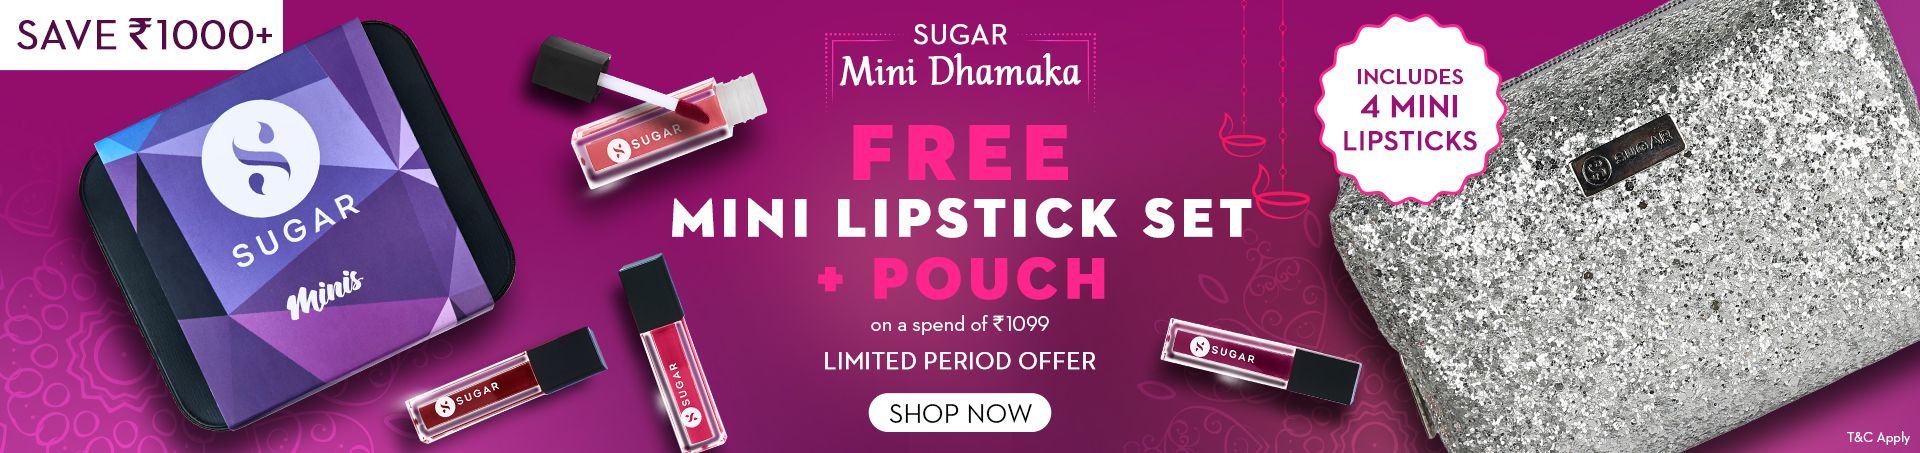 SAVE ₹1000+
SUGAR
Minis
SUGAR
SUGAR
SUGAR
SUGAR
Mini Dhamaka
FREE
MINI LIPSTICK SET
+ POUCH
on a spend of ₹1099
LIMITED PERIOD OFFER
SHOP NOW
SUGAR
INCLUDES
4 MINI
LIPSTICKS
SUGAR
T&C Apply